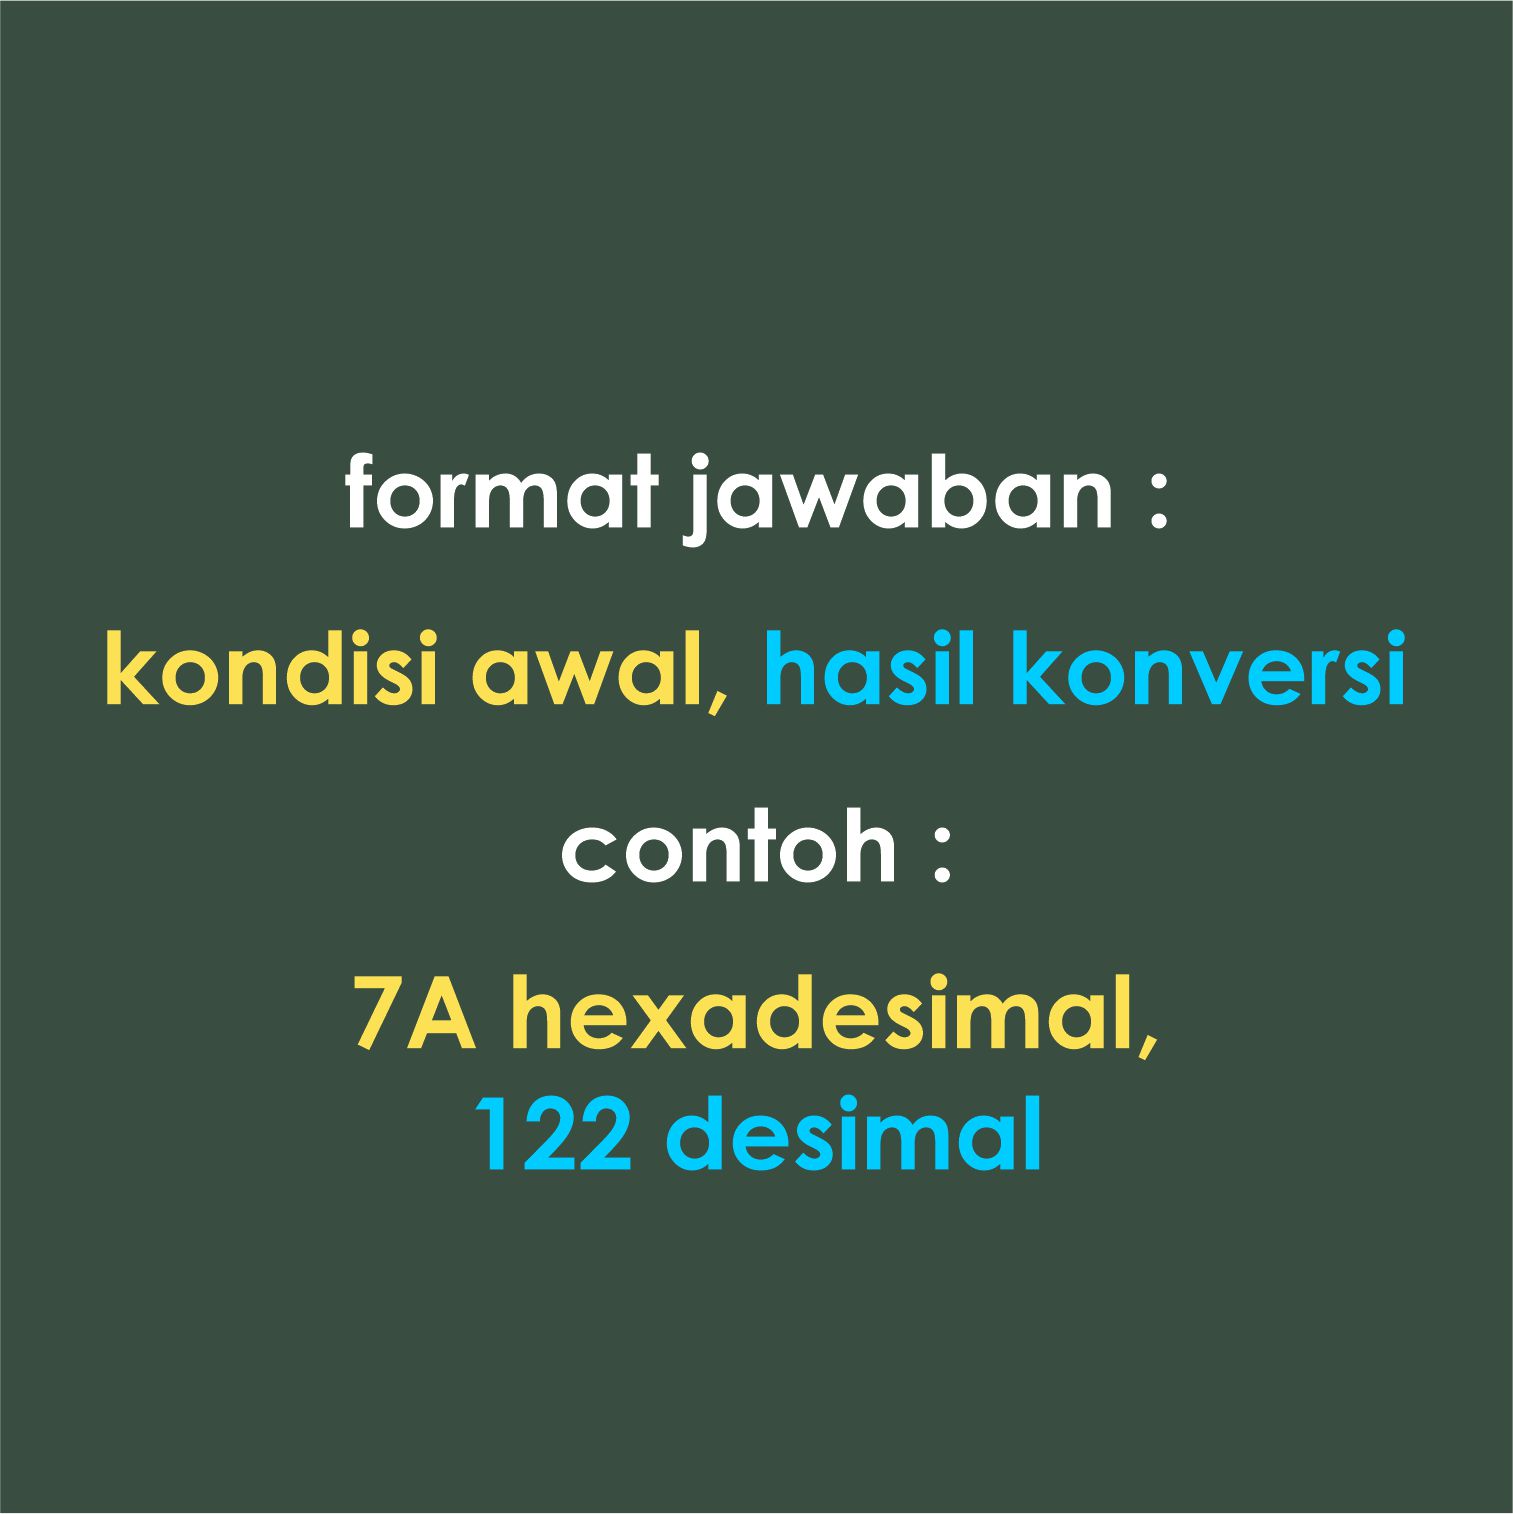 format jawaban :
kondisi awal, hasil konversi
contoh :
7A hexadesimal,
122 desimal